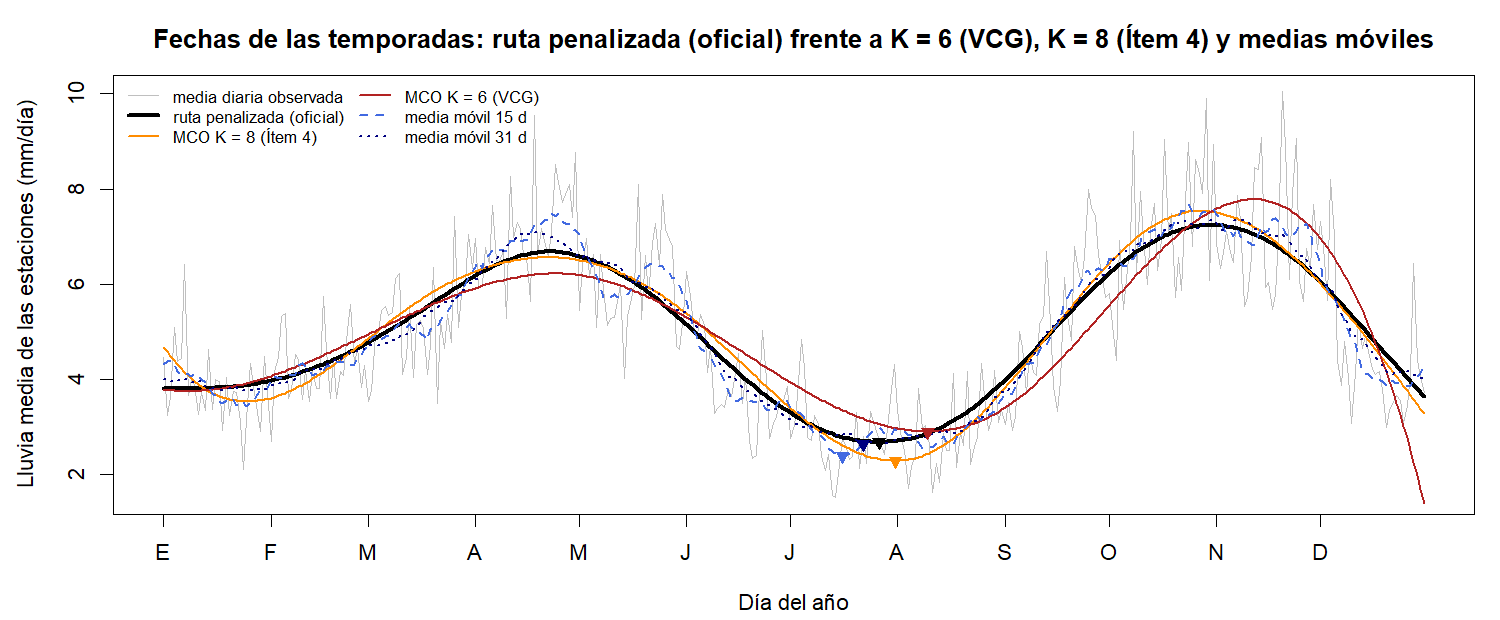 Fechas de las temporadas: ruta penalizada (oficial) frente a K = 6 (VCG), K = 8 (Ítem 4) y medias móviles
Lluvia media de las estaciones (mm/día)
10
8
6
4
2
media diaria observada
ruta penalizada (oficial)
MCO K = 8 (Ítem 4)
MCO K = 6 (VCG)
media móvil 15 d
media móvil 31 d
E F M A M J J A S O N D
Día del año